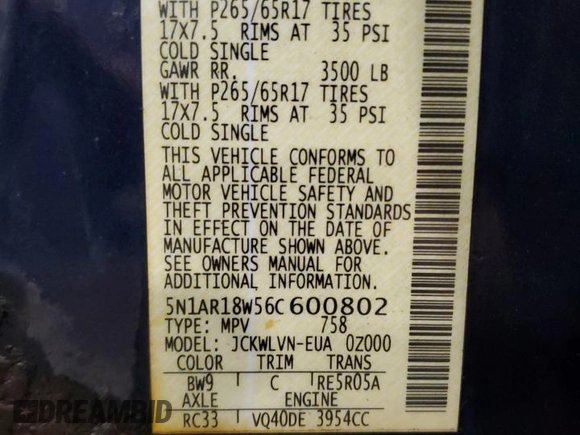 WITH P265/65R17 TIRES
17X7.5 RIMS AT 35 PSI
COLD SINGLE
GAWR RR. 3500 LB
WITH P265/65R17 TIRES
17X7.5 RIMS AT 35 PSI
COLD SINGLE
THIS VEHICLE CONFORMS TO
ALL APPLICABLE FEDERAL
MOTOR VEHICLE SAFETY AND
THEFT PREVENTION STANDARDS
IN EFFECT ON THE DATE OF
MANUFACTURE SHOWN ABOVE.
SEE OWNERS MANUAL FOR
ADDITIONAL INFORMATION.
5N1AR18W56C600802
TYPE: MPV 758
MODEL: JCKWLVN-EUA 0Z000
COLOR TRIM TRANS
BW9 C RE5R05A
AXLE ENGINE
RC33 VQ40DE 3954CC
DREAMBID